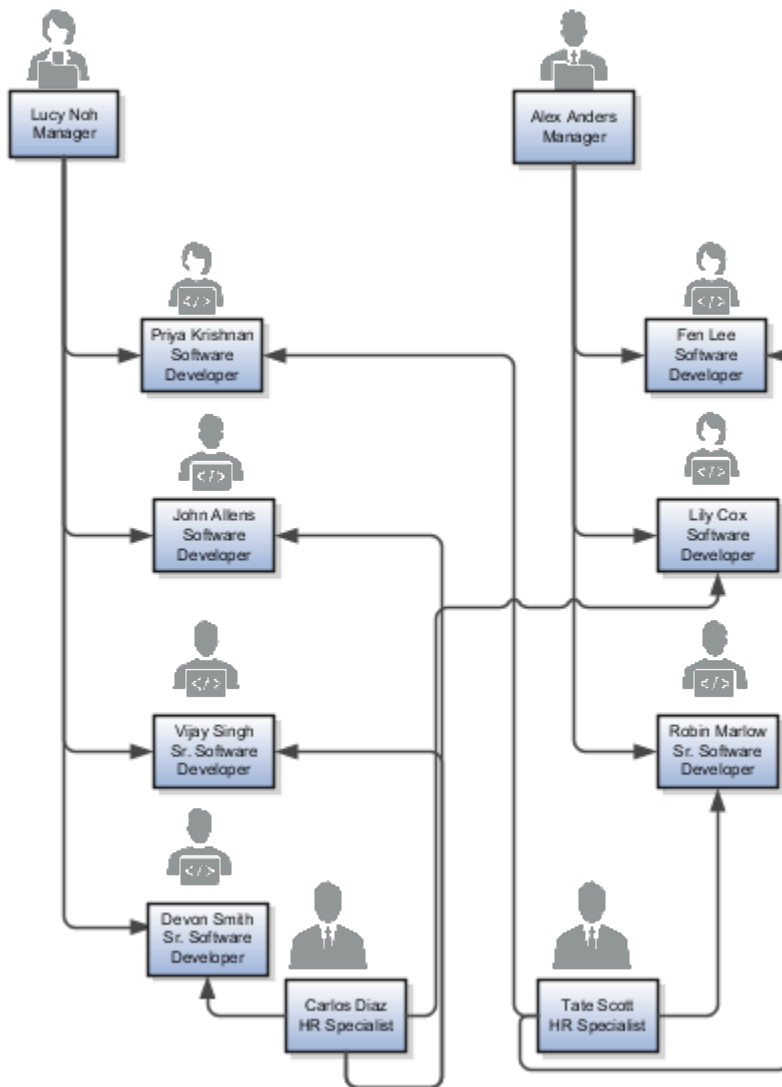 Lucy Noh
Manager
Alex Anders
Manager
</>
</>
Priya Krishnan
Software
Developer
Fen Lee
Software
Developer
</>
</>
John Allens
Software
Developer
Lily Cox
Software
Developer
</>
</>
Vijay Singh
Sr. Software
Developer
Robin Marlow
Sr. Software
Developer
</>
Devon Smith
Sr. Software
Developer
Carlos Diaz
HR Specialist
Tate Scott
HR Specialist